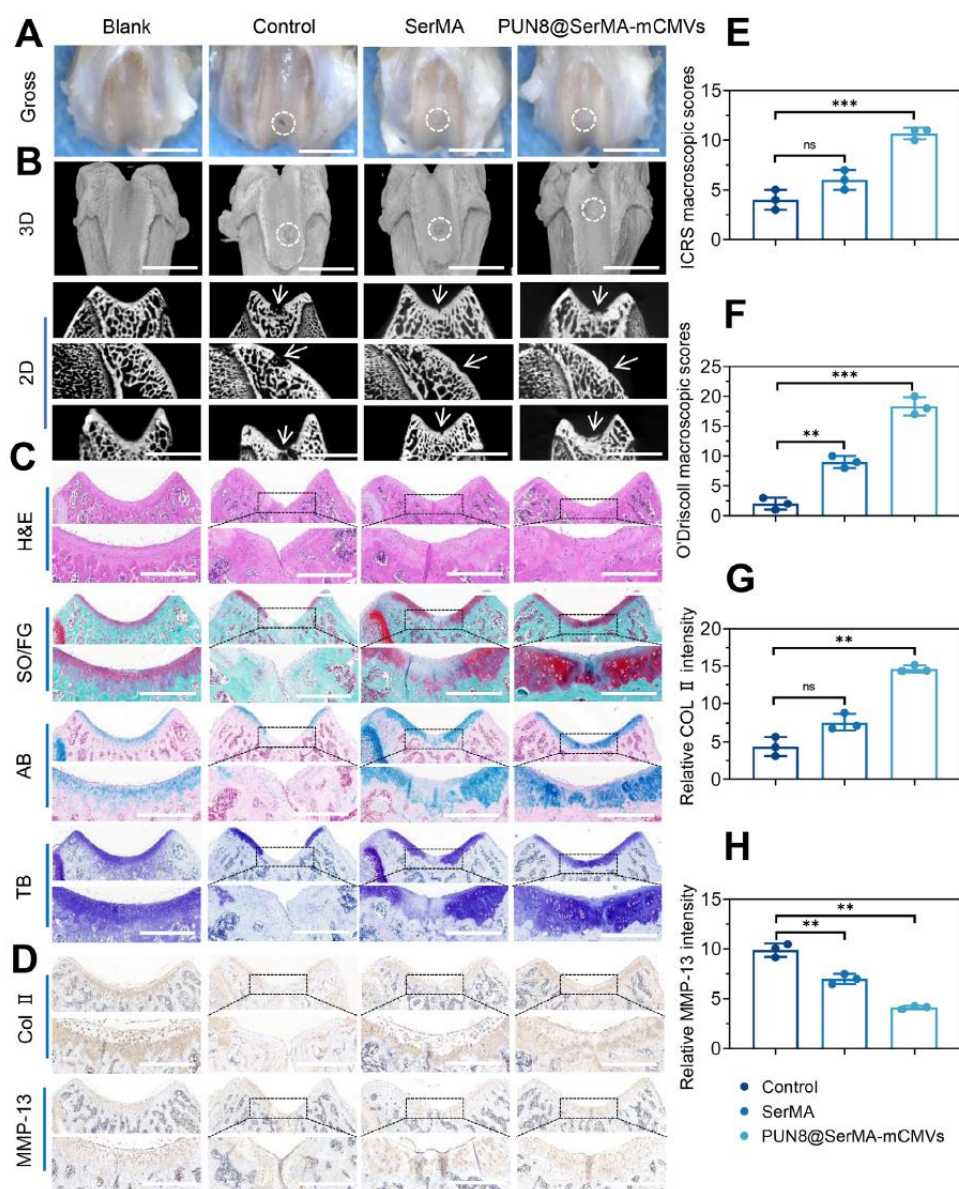 A
Blank
Control
SerMA
PUN8@SerMA-mCMVs
Gross
B
3D
2D
C
H&E
SO/FG
AB
TB
D
Col II
MMP-13
E
ICRS macroscopic scores
15
10
5
0
ns
***
F
O'Driscoll macroscopic scores
25
20
15
10
5
0
**
***
G
Relative COL II intensity
20
15
10
5
0
ns
**
H
Relative MMP-13 intensity
15
10
5
0
**
**
Control
SerMA
PUN8@SerMA-mCMVs